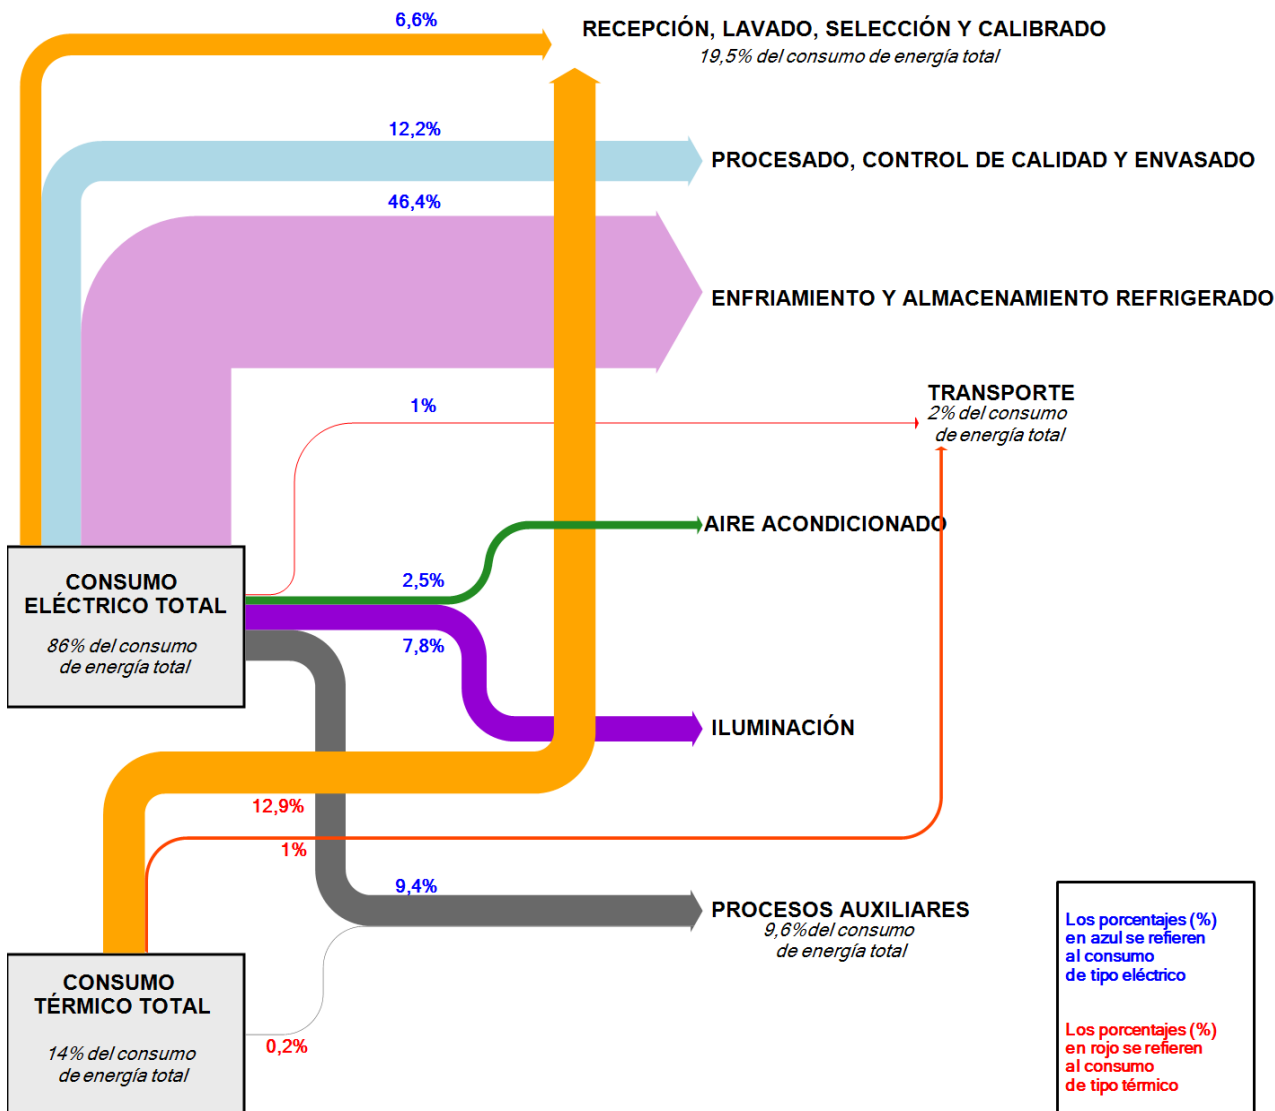 6,6%
RECEPCIÓN, LAVADO, SELECCIÓN Y CALIBRADO
19,5% del consumo de energía total
12,2%
PROCESADO, CONTROL DE CALIDAD Y ENVASADO
46,4%
ENFRIAMIENTO Y ALMACENAMIENTO REFRIGERADO
1%
TRANSPORTE
2% del consumo
de energía total
AIRE ACONDICIONADO
CONSUMO
ELÉCTRICO TOTAL
86% del consumo
de energía total
2,5%
7,8%
ILUMINACIÓN
12,9%
1%
9,4%
PROCESOS AUXILIARES
9,6%del consumo
de energía total
CONSUMO
TÉRMICO TOTAL
14% del consumo
de energía total
0,2%
Los porcentajes (%)
en azul se refieren
al consumo
de tipo eléctrico
Los porcentajes (%)
en rojo se refieren
al consumo
de tipo térmico